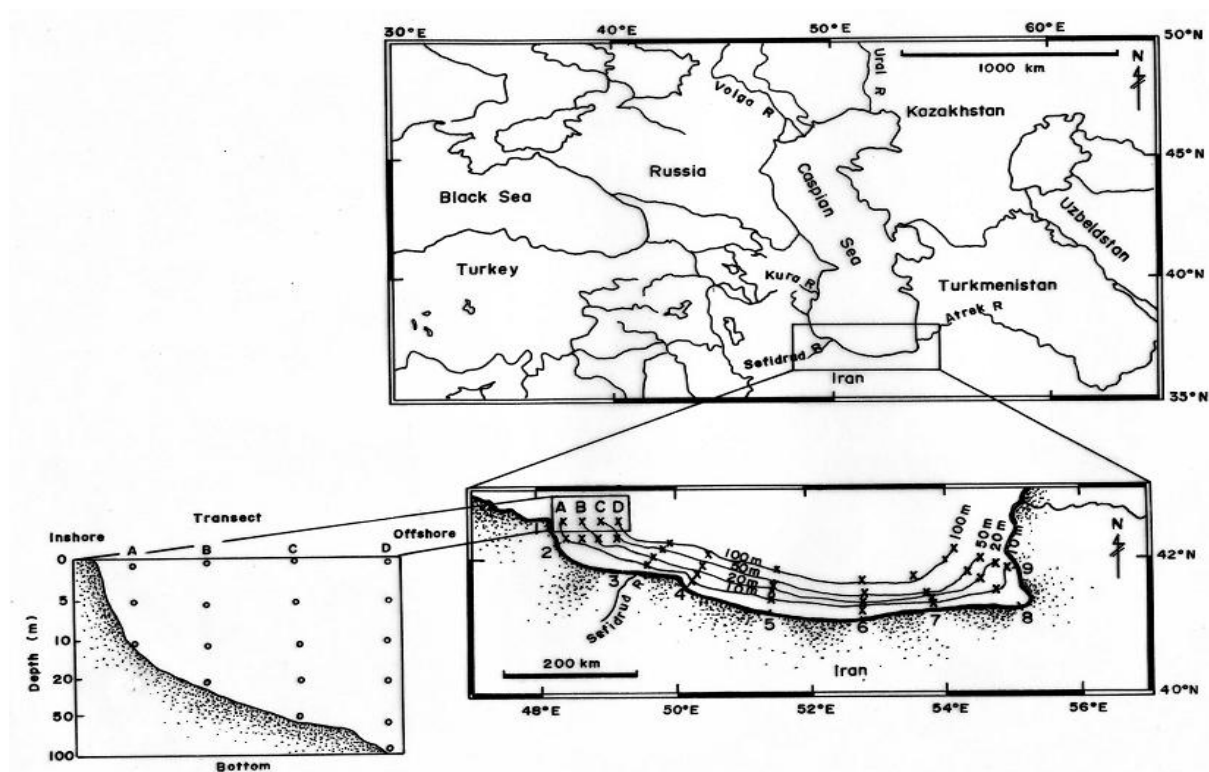 30°E 40°E 50°E 60°E
50°N
1000 km
N
Ural R
Volga R
Kazakhstan
45°N
Russia
Black Sea
Caspian Sea
Uzbeidstan
Turkey
Kura R
40°N
Turkmenistan
Atrek R
Sefidrud R
Iran
35°N
Transect
Inshore Offshore
A B C D
0
5
10
20
50
100
Depth (m)
Bottom
A B C D
1
2
3
4
5
6
7
8
9
100m
50m
20m
10m
100m
50m
20m
10m
N
42°N
Sefidrud R
200 km
Iran
40°N
48°E 50°E 52°E 54°E 56°E